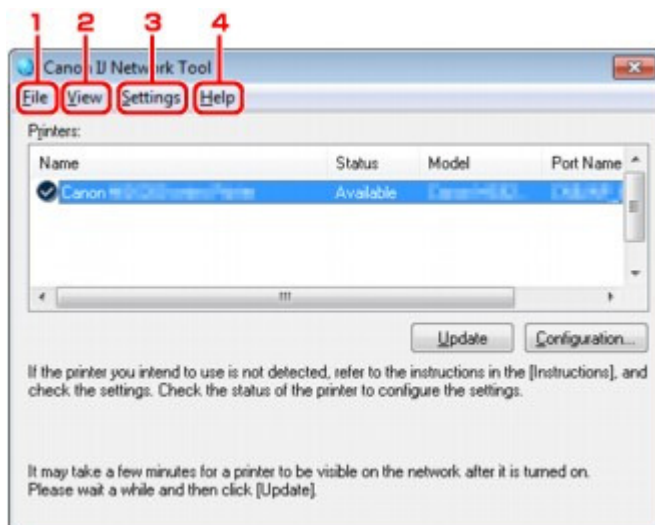 1 2 3 4
Canon IJ Network Tool
File View Settings Help
Printers:
Name Status Model Port Name
Canon Available
Update Configuration...
If the printer you intend to use is not detected, refer to the instructions in the [Instructions], and
check the settings. Check the status of the printer to configure the settings.
It may take a few minutes for a printer to be visible on the network after it is turned on.
Please wait a while and then click [Update].